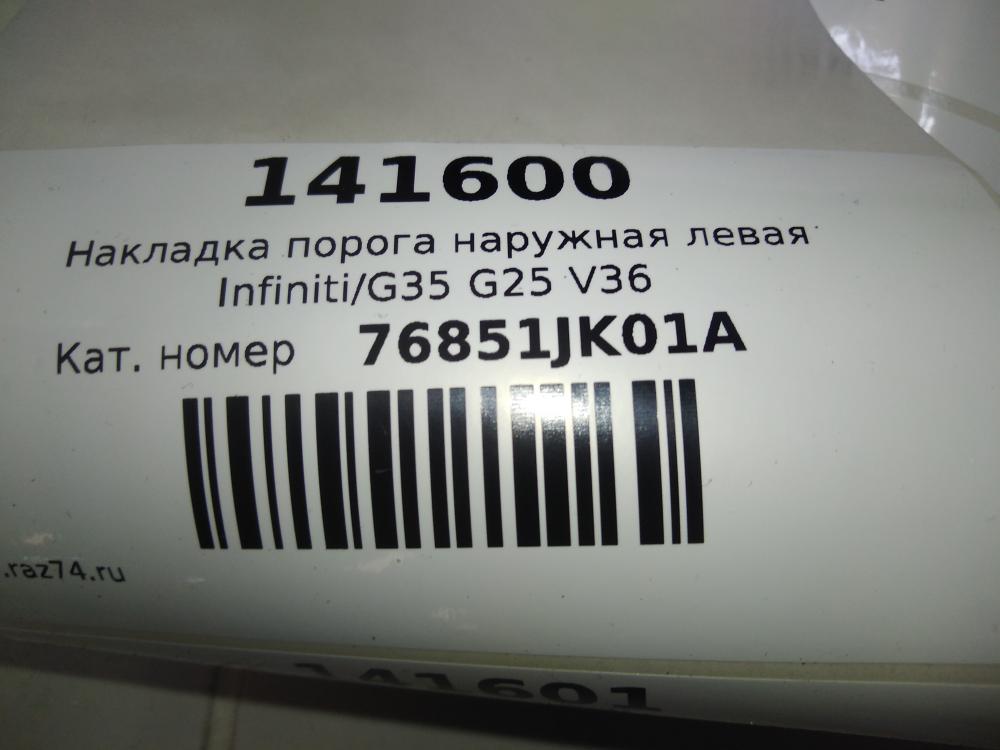 141600
Накладка порога наружная левая
Infiniti/G35 G25 V36
Кат. номер 76851JK01A
.raz74.ru
141601